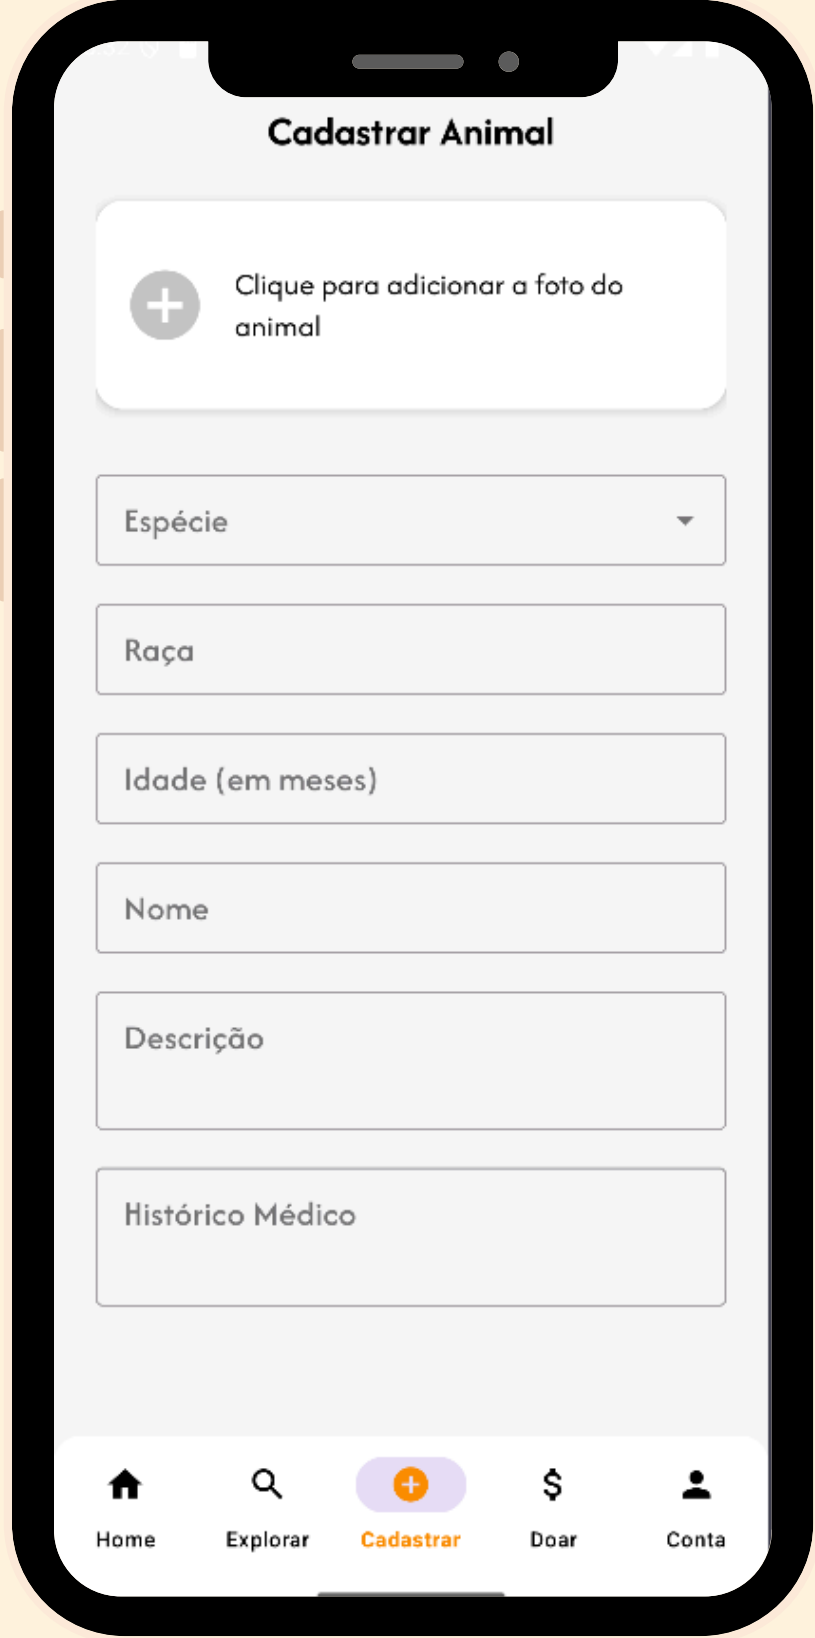 Cadastrar Animal
Clique para adicionar a foto do
animal
Espécie
Raça
Idade (em meses)
Nome
Descrição
Histórico Médico
Home
Explorar
Cadastrar
Doar
Conta